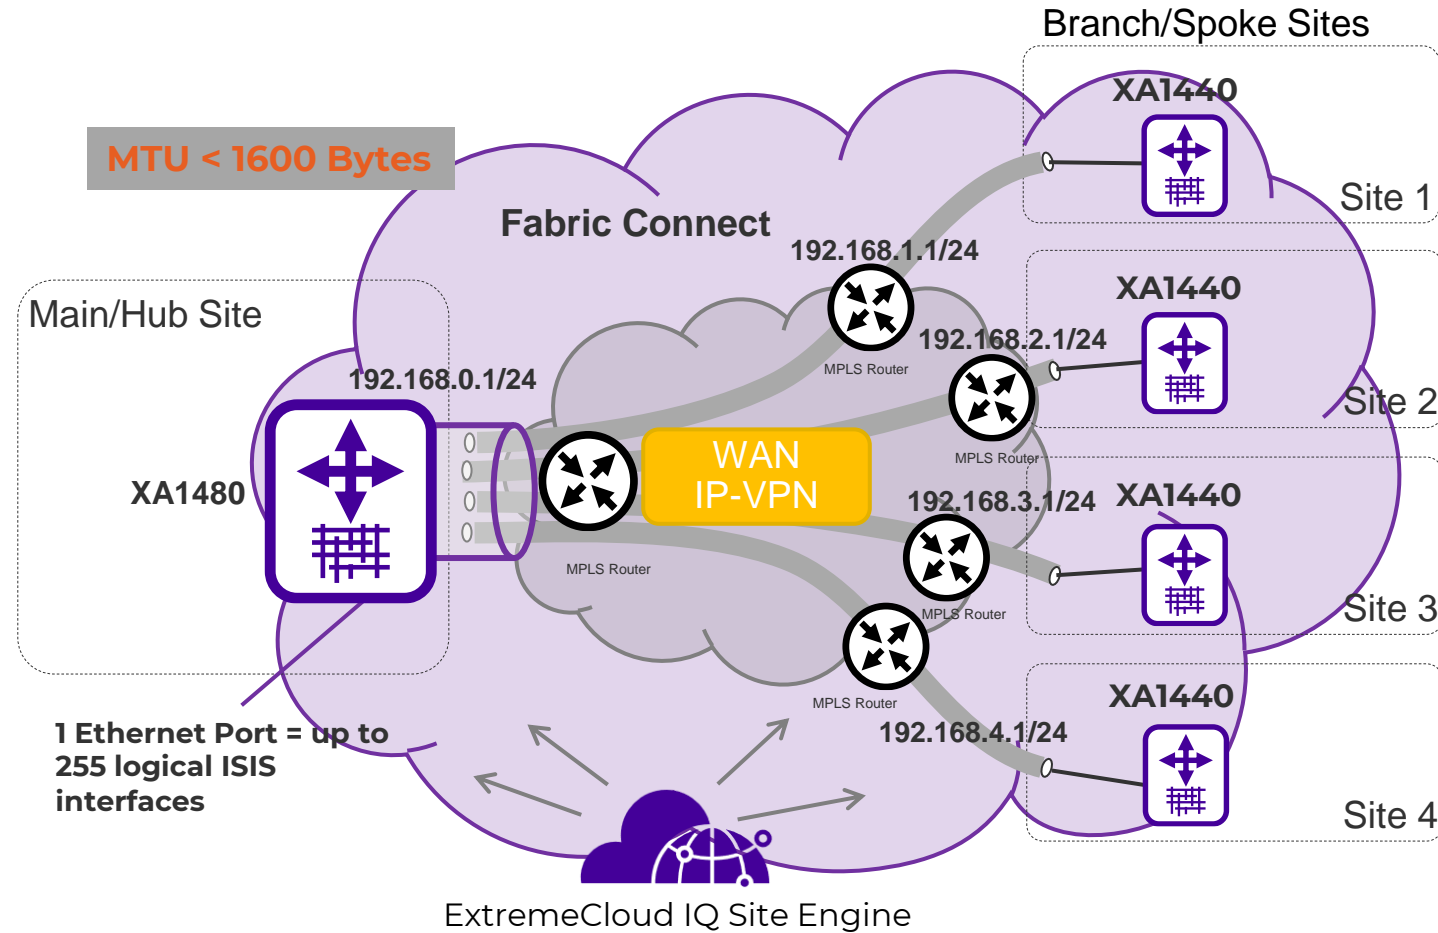 Branch/Spoke Sites
XA1440
MTU < 1600 Bytes
Site 1
Fabric Connect
192.168.1.1/24
XA1440
Main/Hub Site
192.168.2.1/24
MPLS Router
192.168.0.1/24
Site 2
WAN
IP-VPN
MPLS Router
XA1480
XA1440
192.168.3.1/24
MPLS Router
MPLS Router
Site 3
XA1440
MPLS Router
192.168.4.1/24
1 Ethernet Port = up to
255 logical ISIS
interfaces
Site 4
ExtremeCloud IQ Site Engine